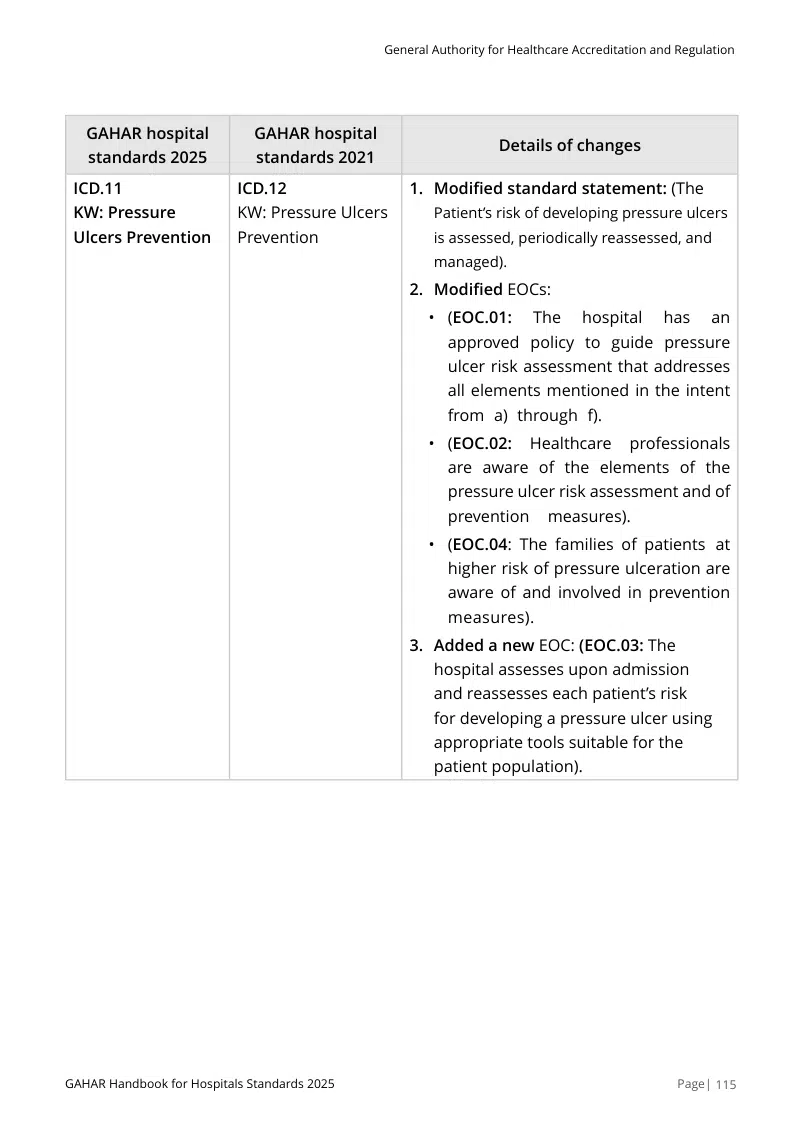 General Authority for Healthcare Accreditation and Regulation
GAHAR hospital
standards 2025
GAHAR hospital
standards 2021
Details of changes
ICD.11
KW: Pressure
Ulcers Prevention
ICD.12
KW: Pressure Ulcers
Prevention
1. Modified standard statement: (The
Patient’s risk of developing pressure ulcers
is assessed, periodically reassessed, and
managed).
2. Modified EOCs:
• (EOC.01: The hospital has an
approved policy to guide pressure
ulcer risk assessment that addresses
all elements mentioned in the intent
from a) through f).
• (EOC.02: Healthcare professionals
are aware of the elements of the
pressure ulcer risk assessment and of
prevention measures).
• (EOC.04: The families of patients at
higher risk of pressure ulceration are
aware of and involved in prevention
measures).
3. Added a new EOC: (EOC.03: The
hospital assesses upon admission
and reassesses each patient’s risk
for developing a pressure ulcer using
appropriate tools suitable for the
patient population).
GAHAR Handbook for Hospitals Standards 2025
Page| 115